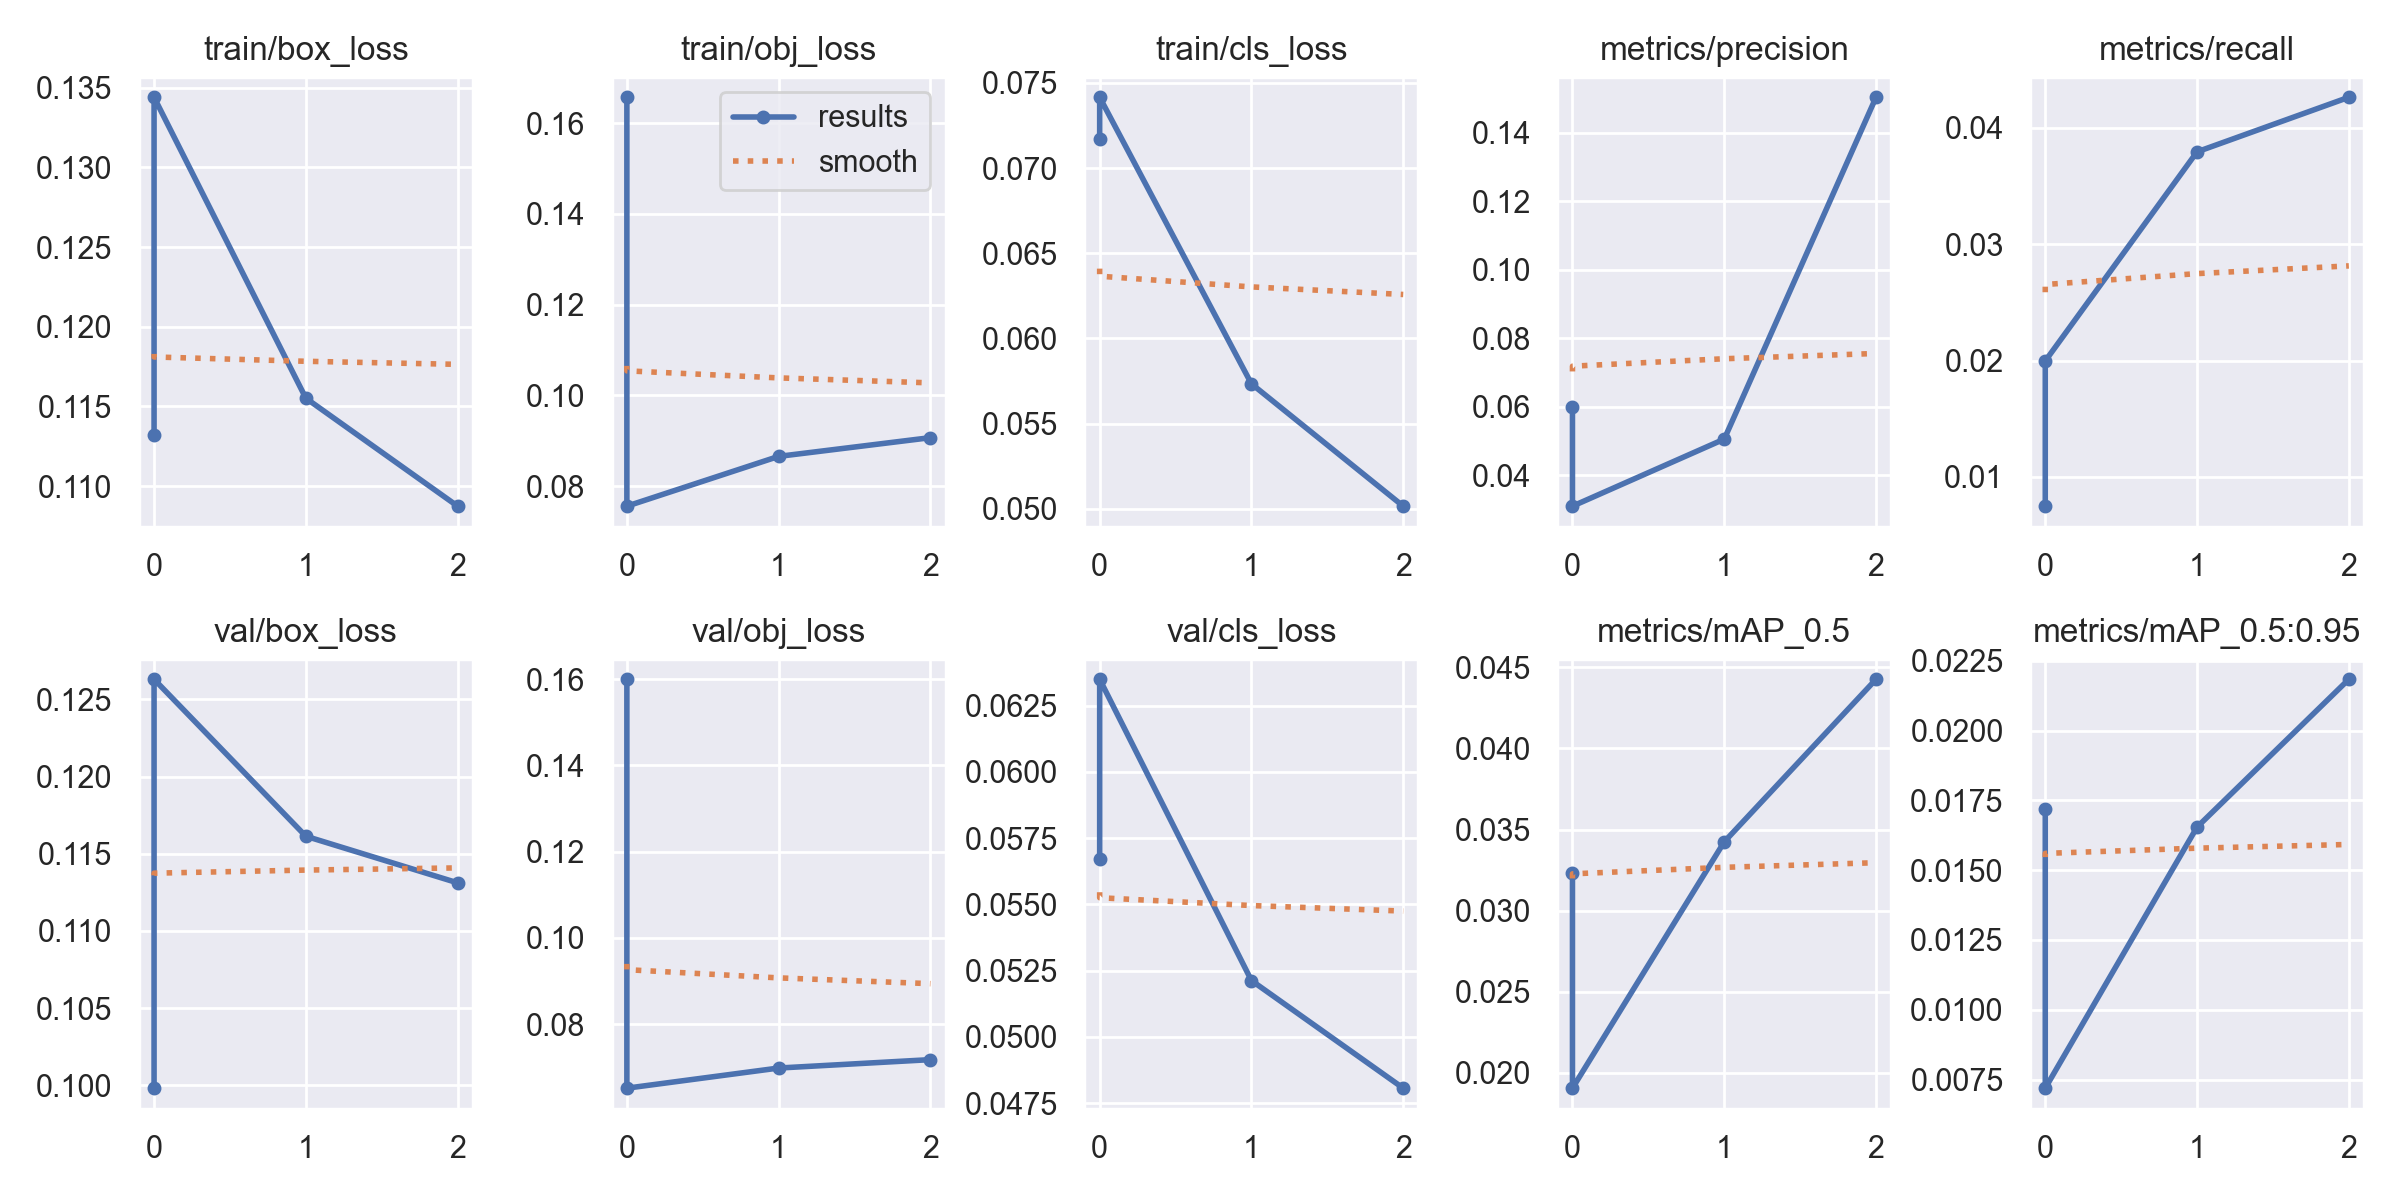 train/box_loss
0.135
0.130
0.125
0.120
0.115
0.110
0 1 2
train/obj_loss
results
smooth
0.16
0.14
0.12
0.10
0.08
0 1 2
train/cls_loss
0.075
0.070
0.065
0.060
0.055
0.050
0 1 2
metrics/precision
0.14
0.12
0.10
0.08
0.06
0.04
0 1 2
metrics/recall
0.04
0.03
0.02
0.01
0 1 2
val/box_loss
0.125
0.120
0.115
0.110
0.105
0.100
0 1 2
val/obj_loss
0.16
0.14
0.12
0.10
0.08
0 1 2
val/cls_loss
0.0625
0.0600
0.0575
0.0550
0.0525
0.0500
0.0475
0 1 2
metrics/mAP_0.5
0.045
0.040
0.035
0.030
0.025
0.020
0 1 2
metrics/mAP_0.5:0.95
0.0225
0.0200
0.0175
0.0150
0.0125
0.0100
0.0075
0 1 2